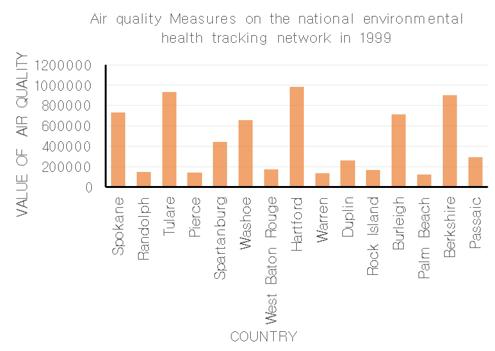 Air quality Measures on the national environmental
health tracking network in 1999
VALUE OF AIR QUALITY
1200000
1000000
800000
600000
400000
200000
0
Spokane
Randolph
Tulare
Pierce
Spartanburg
Washoe
West Baton Rouge
Hartford
Warren
Duplin
Rock Island
Burleigh
Palm Beach
Berkshire
Passaic
COUNTRY